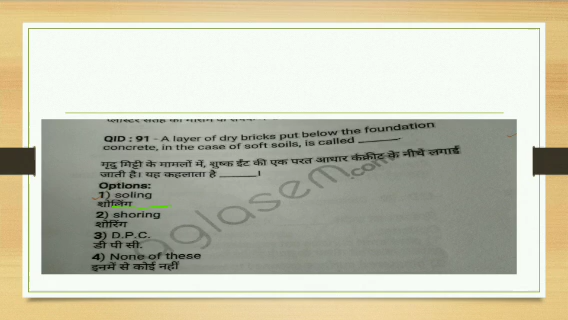 QID : 91 - A layer of dry bricks put below the foundation
concrete, in the case of soft soils, is called ______.
मृदु मिट्टी के मामलों में, शुष्क ईंट की एक परत आधार कंक्रीट के नीचे लगाई
जाती है। यह कहलाता है ______।
Options:
1) soling
शोलिंग
2) shoring
शोरिंग
3) D.P.C.
डी पी सी.
4) None of these
इनमें से कोई नहीं